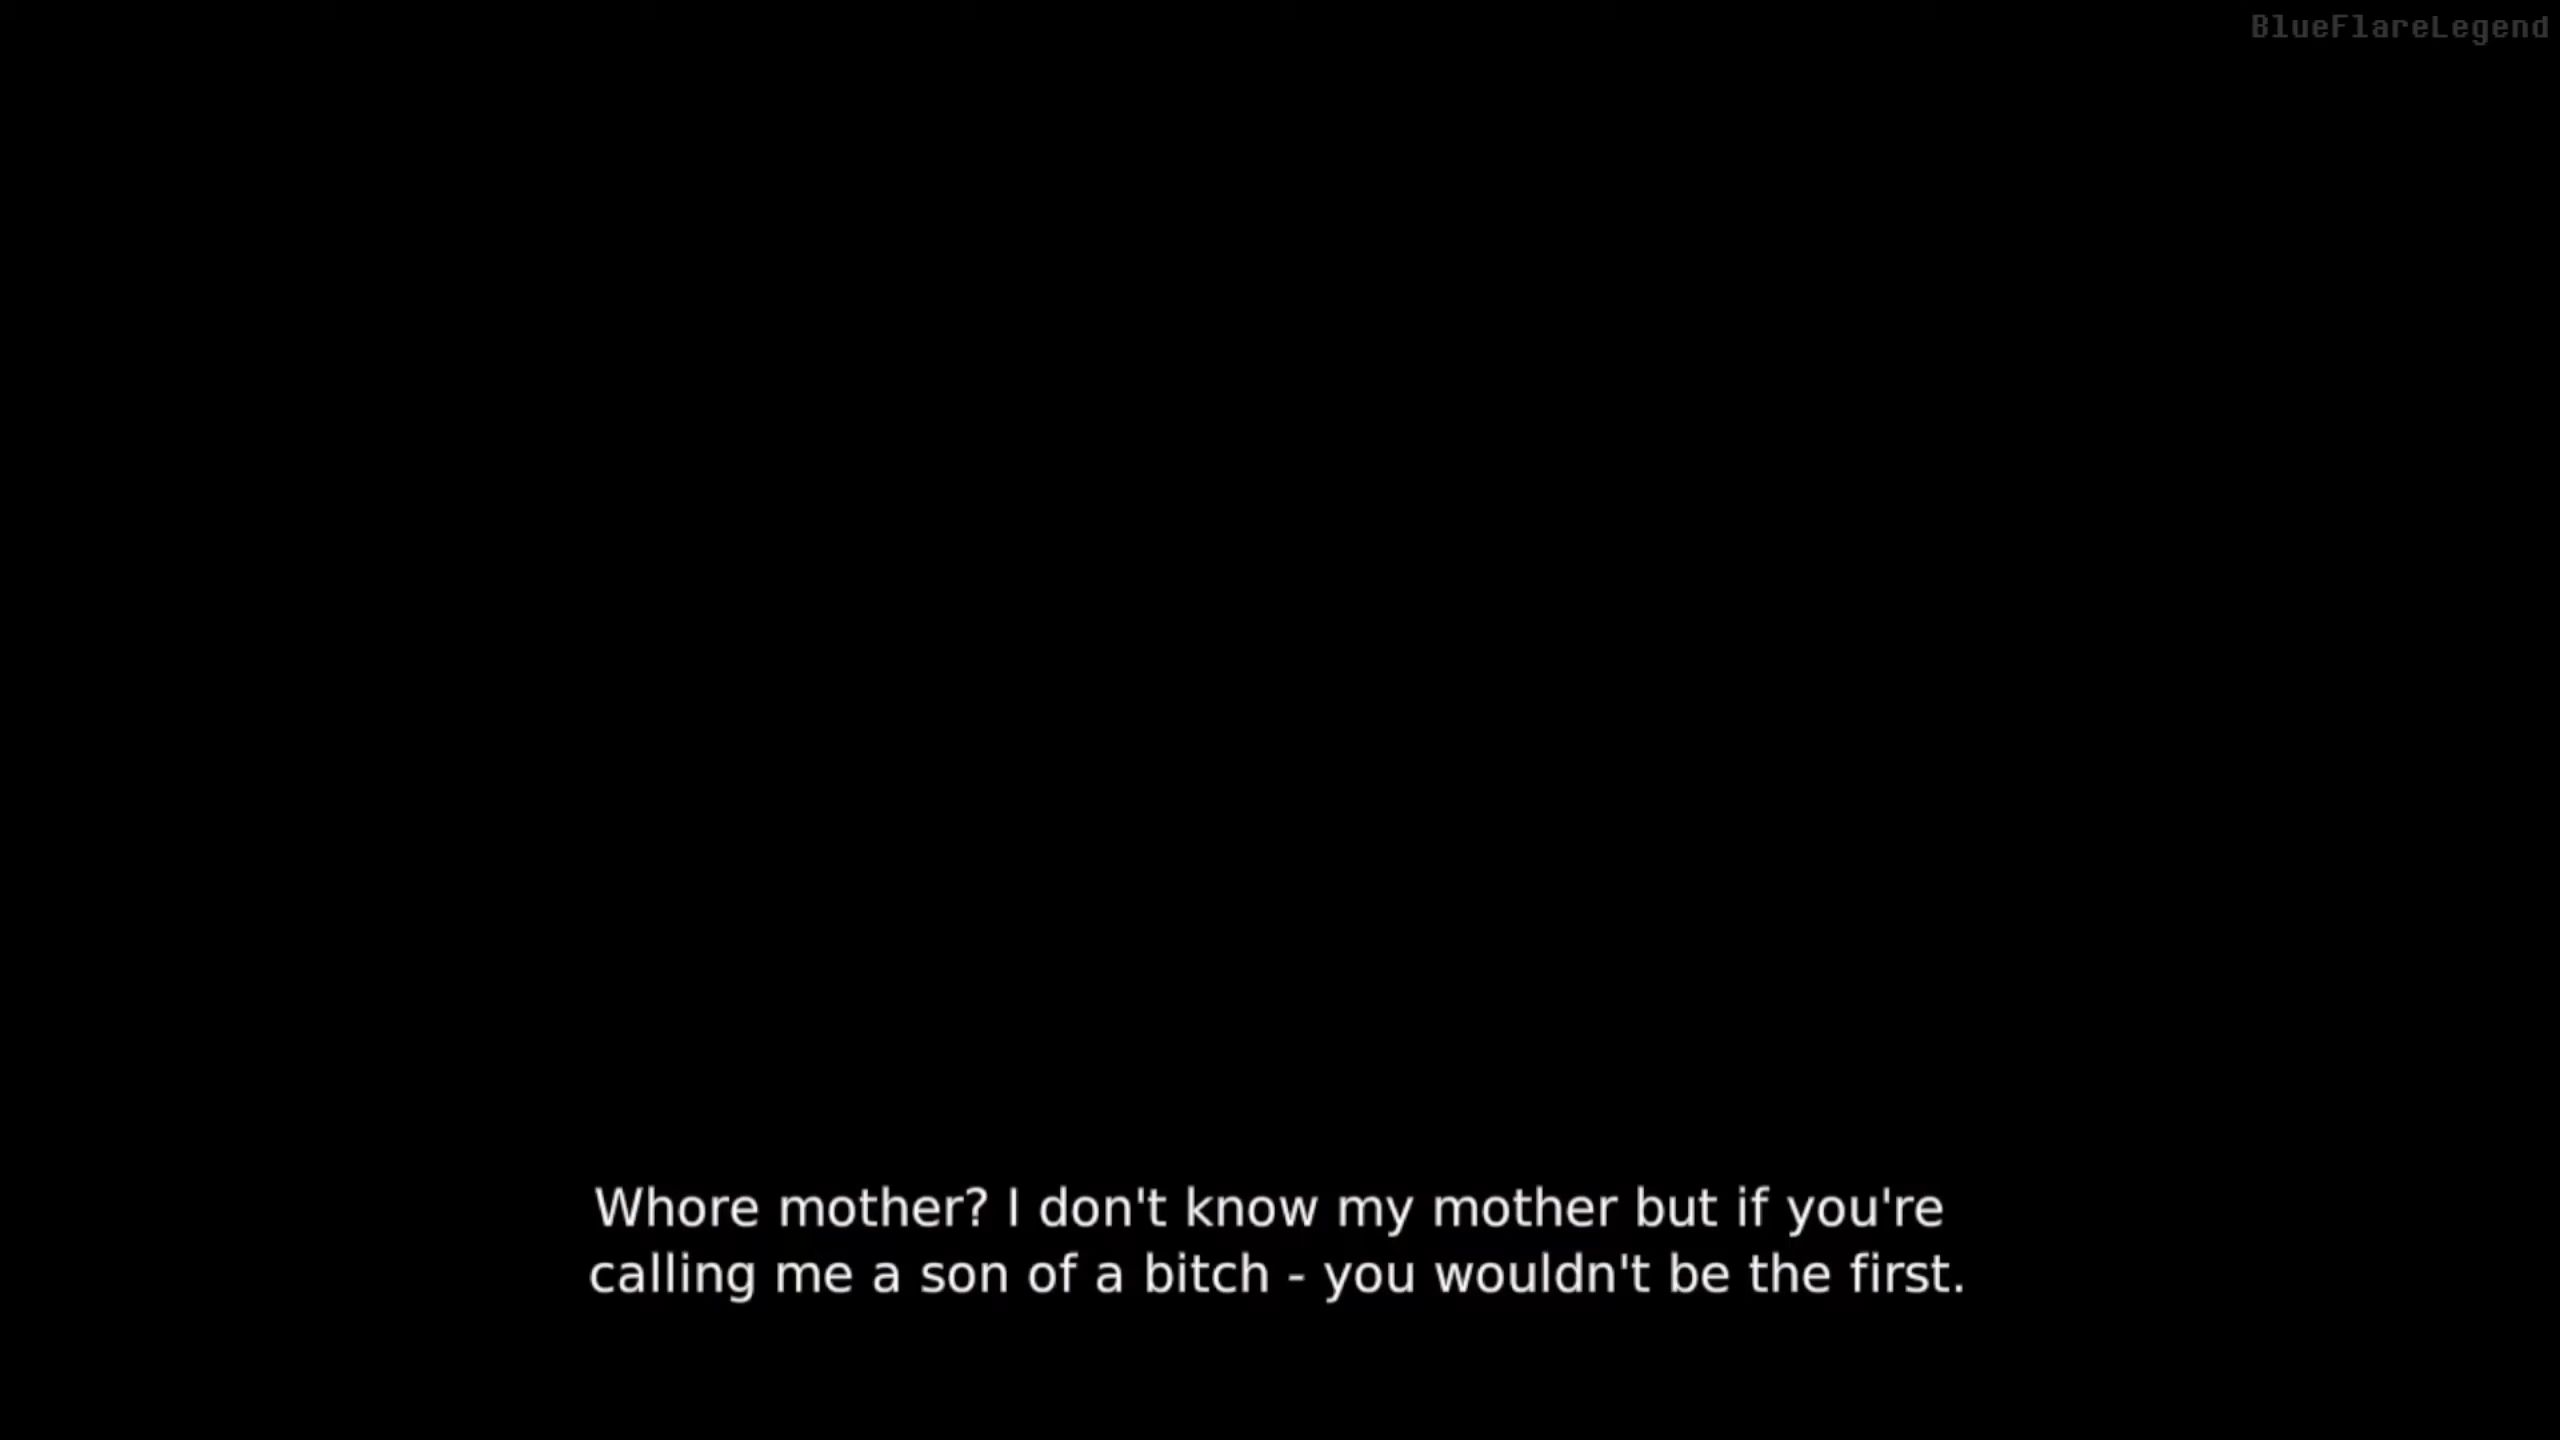 BlueFlareLegend
Whore mother? I don't know my mother but if you're
calling me a son of a bitch - you wouldn't be the first.